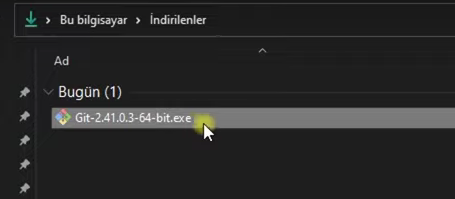 Bu bilgisayar > İndirilenler
Ad
Bugün (1)
Git-2.41.0.3-64-bit.exe